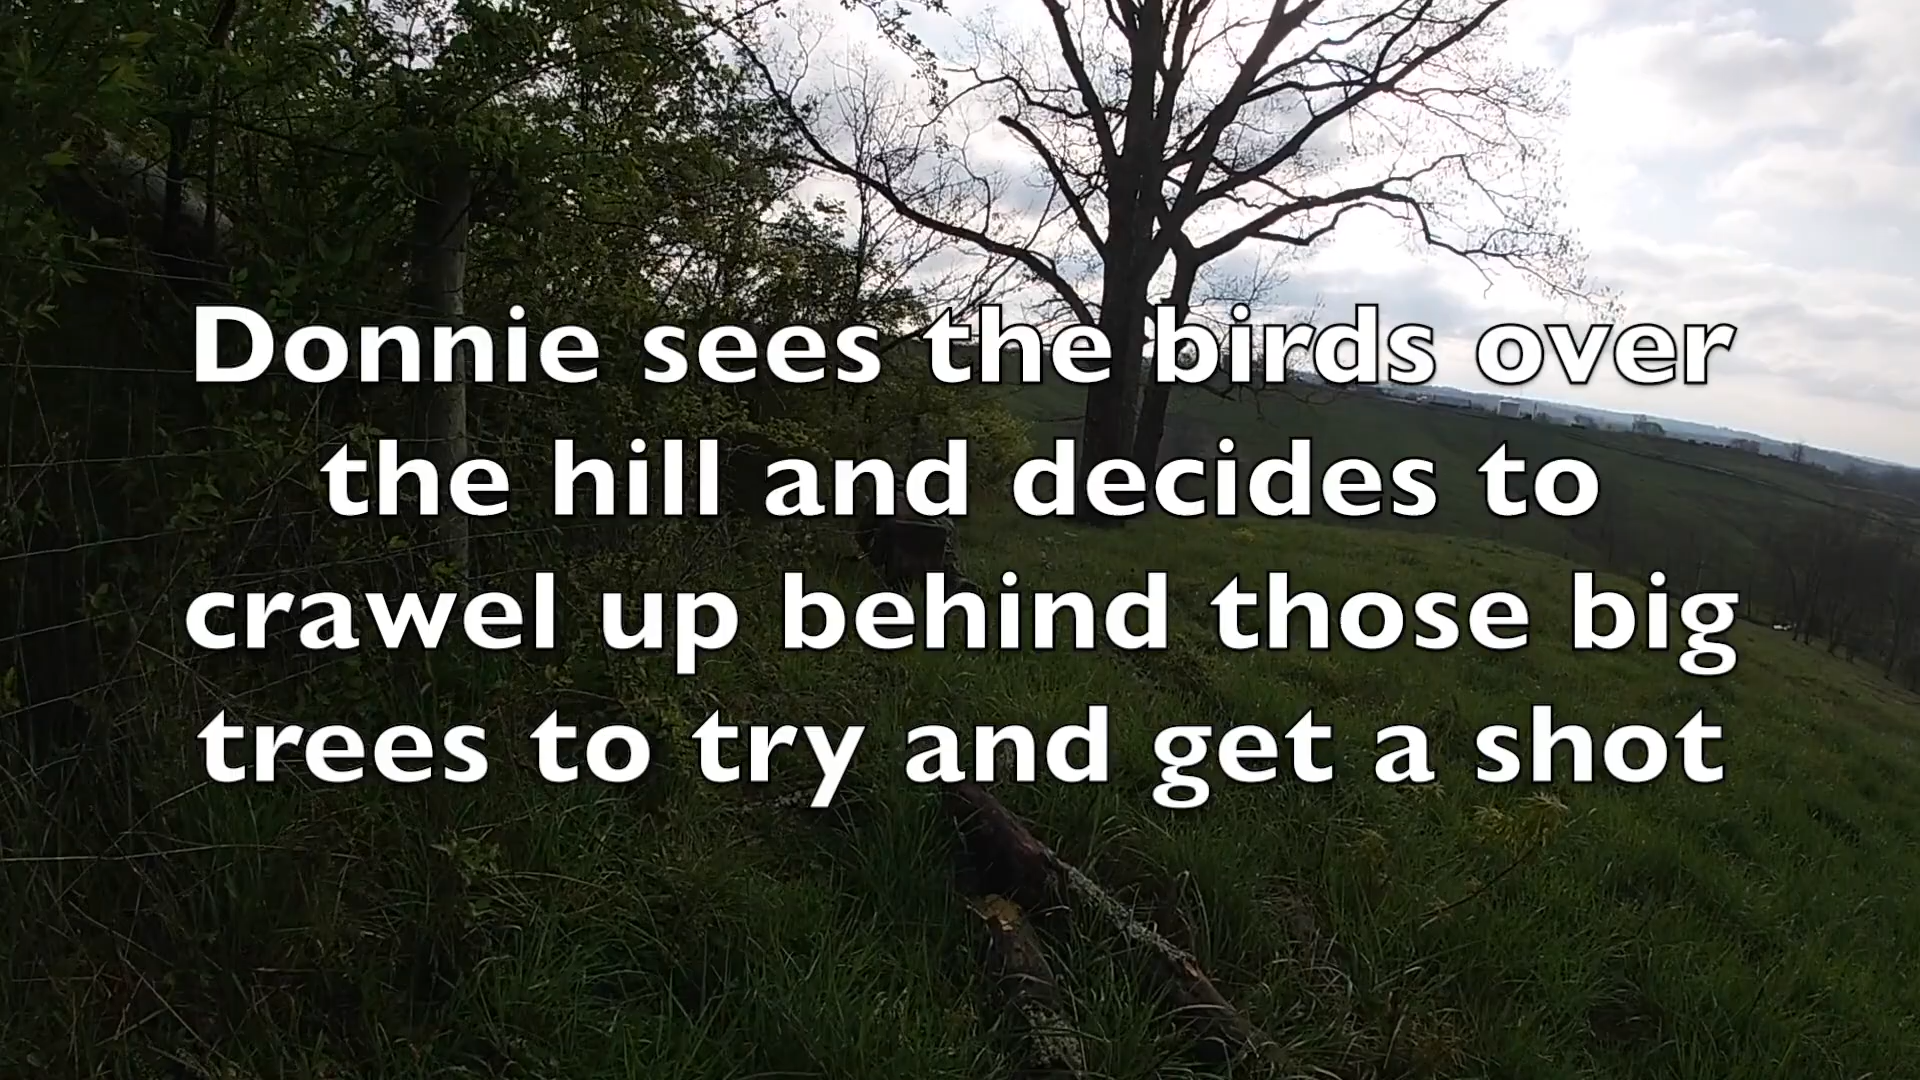 Donnie sees the birds over
the hill and decides to
crawel up behind those big
trees to try and get a shot